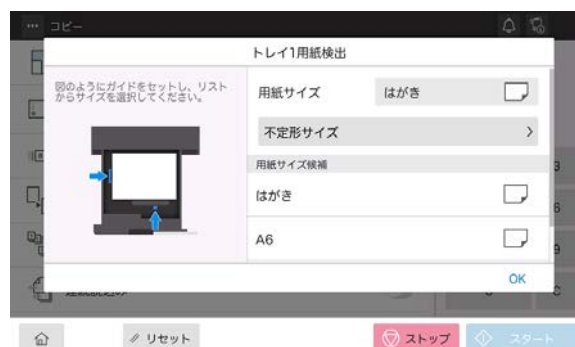 … コピー
トレイ1用紙検出
図のようにガイドをセットし、リスト
からサイズを選択してください。
用紙サイズ
はがき
不定形サイズ
用紙サイズ候補
はがき
A6
OK
3
6
9
C
リセット
ストップ
スタート